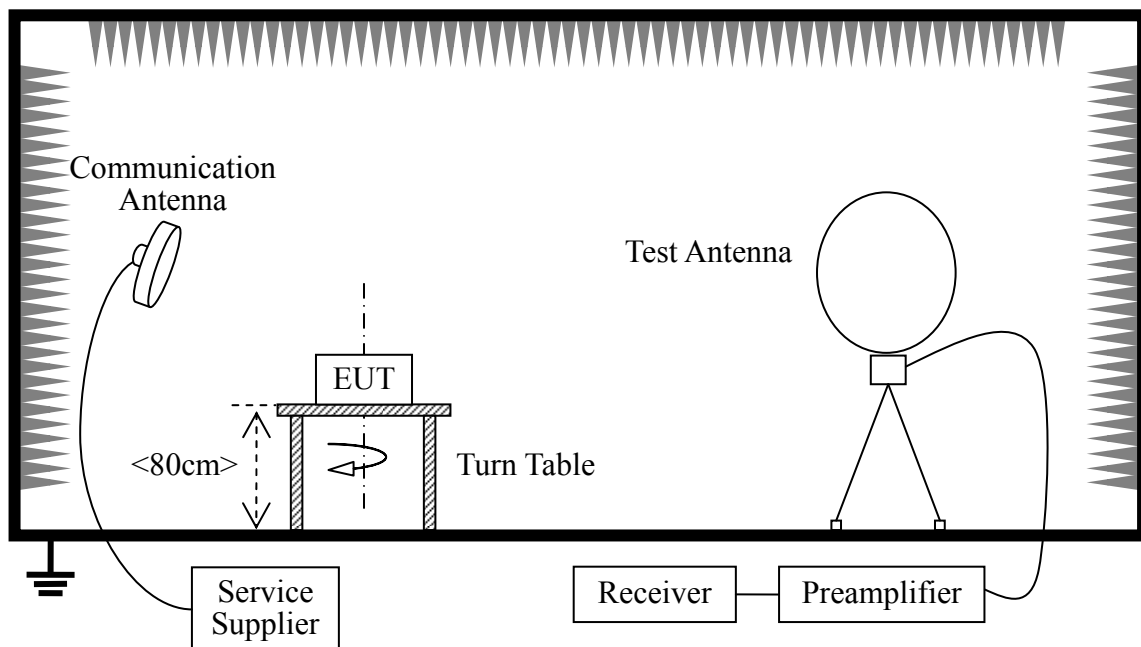 Communication
Antenna
Test Antenna
EUT
<80cm>
Turn Table
Service
Supplier
Receiver
Preamplifier